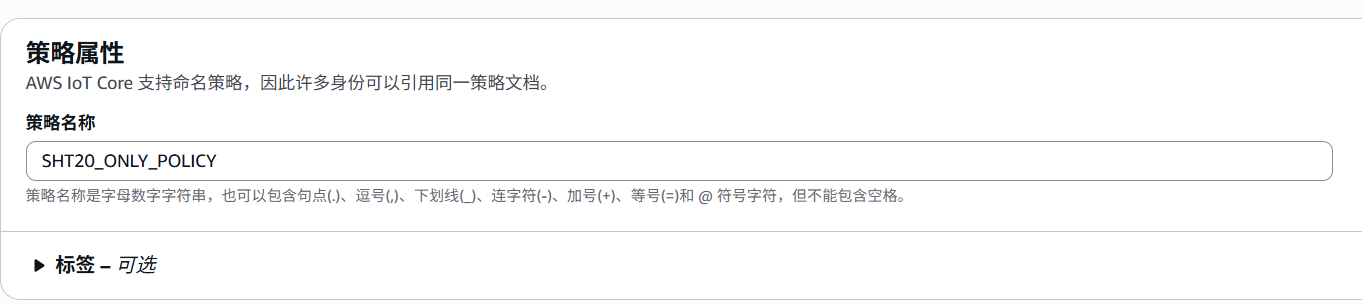 策略属性
AWS IoT Core 支持命名策略，因此许多身份可以引用同一策略文档。
策略名称
SHT20_ONLY_POLICY
策略名称是字母数字字符串，也可以包含句点(.)、逗号(,)、下划线(_)、连字符(-)、加号(+)、等号(=)和 @ 符号字符，但不能包含空格。
标签 – 可选